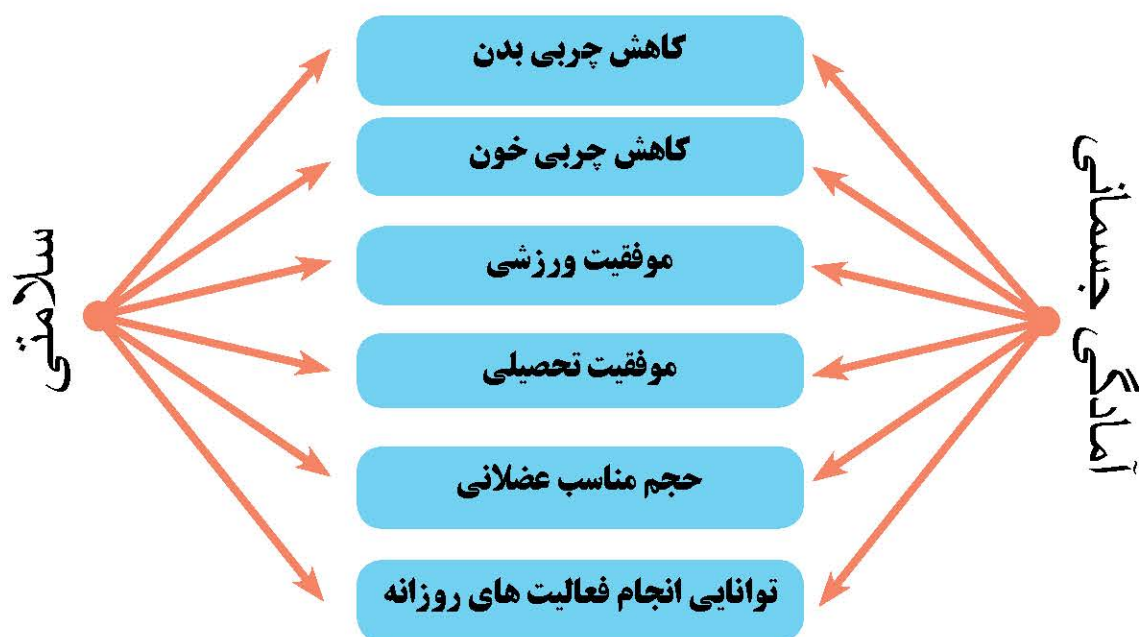 آمادگی جسمانی
کاهش چربی بدن
کاهش چربی خون
موفقیت ورزشی
موفقیت تحصیلی
حجم مناسب عضلانی
توانایی انجام فعالیت های روزانه
سلامتی